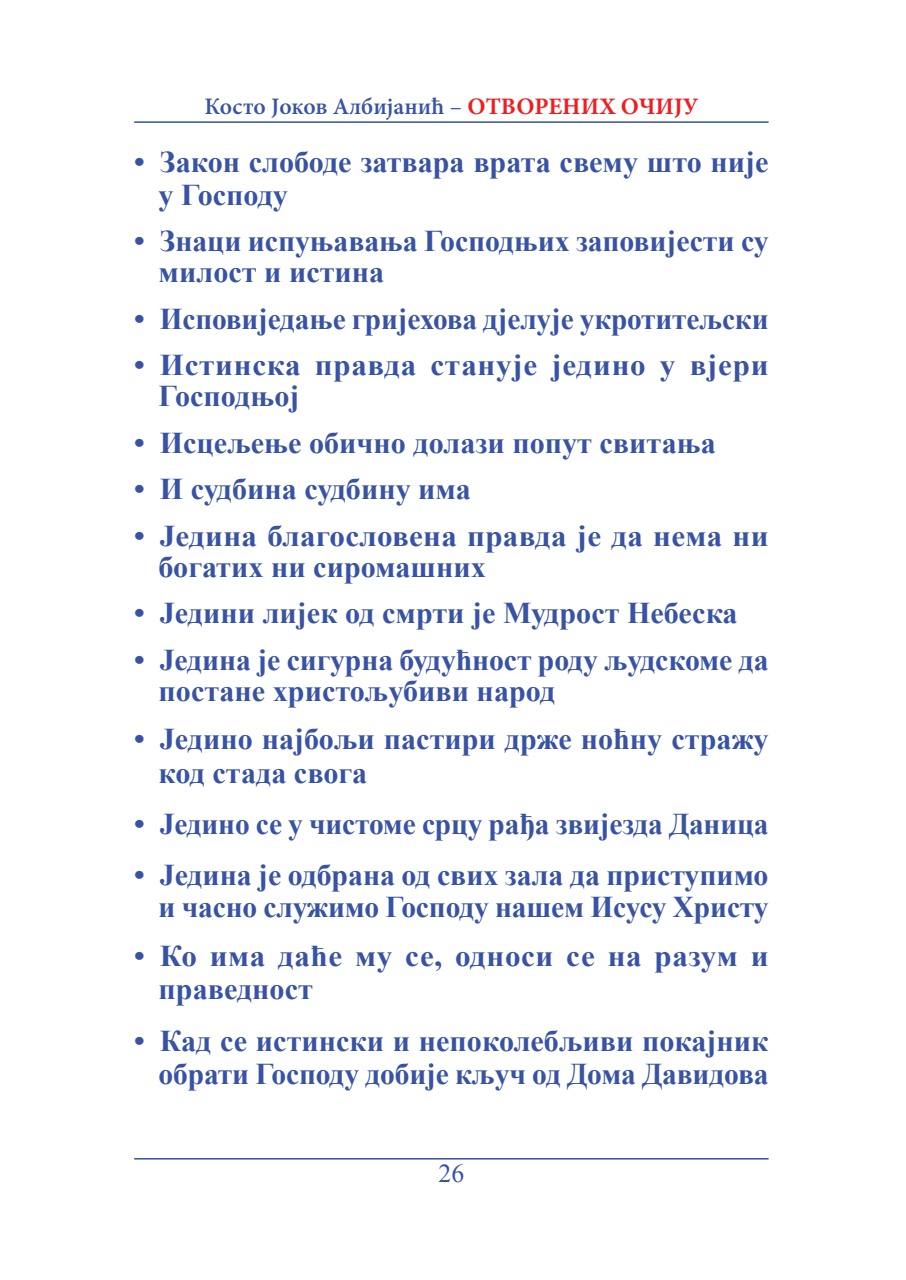 Косто Јоков Албијанић – ОТВОРЕНИХ ОЧИЈУ
• Закон слободе затвара врата свему што није
у Господу
• Знаци испуњавања Господњих заповијести су
милост и истина
• Исповиједање гријехова дјелује укротитељски
• Истинска правда станује једино у вјери
Господњој
• Исцељење обично долази попут свитања
• И судбина судбину има
• Једина благословена правда је да нема ни
богатих ни сиромашних
• Једини лијек од смрти је Мудрост Небеска
• Једина је сигурна будућност роду људскоме да
постане христољубиви народ
• Једино најбољи пастири држе ноћну стражу
код стада свога
• Једино се у чистоме срцу рађа звијезда Даница
• Једина је одбрана од свих зала да приступимо
и часно служимо Господу нашем Исусу Христу
• Ко има даће му се, односи се на разум и
праведност
• Кад се истински и непоколебљиви покајник
обрати Господу добије кључ од Дома Давидова
26